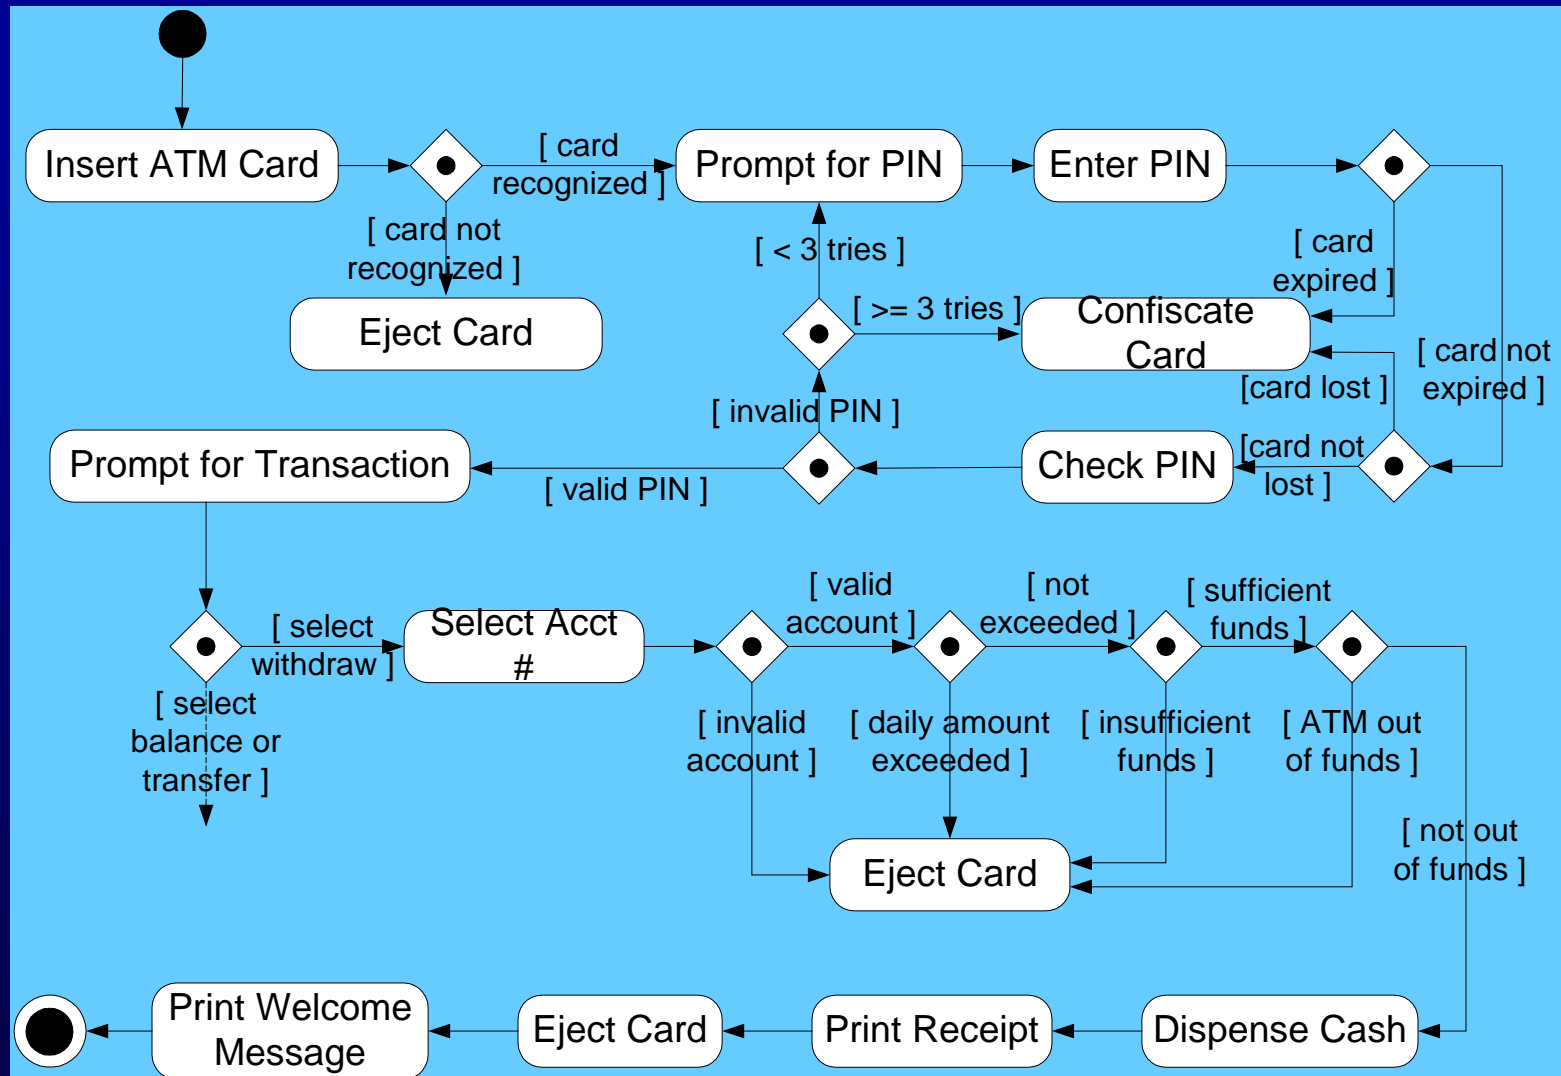 Insert ATM Card
[ card
recognized ]
Prompt for PIN
Enter PIN
[ card not
recognized ]
[ < 3 tries ]
[ card
expired ]
Eject Card
[ >= 3 tries ]
Confiscate
Card
[ card not
expired ]
[card lost ]
[ invalid PIN ]
Prompt for Transaction
[ valid PIN ]
Check PIN
[card not
lost ]
[ select
withdraw ]
Select Acct
#
[ valid
account ]
[ not
exceeded ]
[ sufficient
funds ]
[ select
balance or
transfer ]
[ invalid
account ]
[ daily amount
exceeded ]
[ insufficient
funds ]
[ ATM out
of funds ]
[ not out
of funds ]
Eject Card
Print Welcome
Message
Eject Card
Print Receipt
Dispense Cash